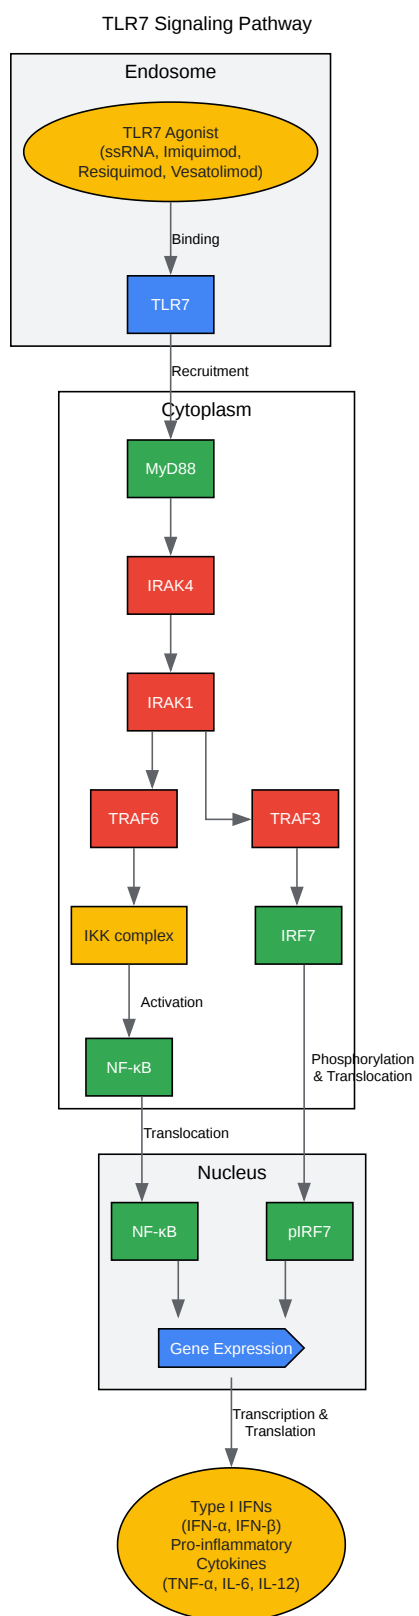 TLR7 Signaling Pathway
Endosome
TLR7 Agonist
(ssRNA, Imiquimod,
Resiquimod, Vesatolimod)
Binding
TLR7
Recruitment
Cytoplasm
MyD88
IRAK4
IRAK1
TRAF6
TRAF3
IKK complex
IRF7
Activation
NF-κB
Phosphorylation
& Translocation
Translocation
Nucleus
NF-κB
pIRF7
Gene Expression
Transcription &
Translation
Type I IFNs
(IFN-α, IFN-β)
Pro-inflammatory
Cytokines
(TNF-α, IL-6, IL-12)